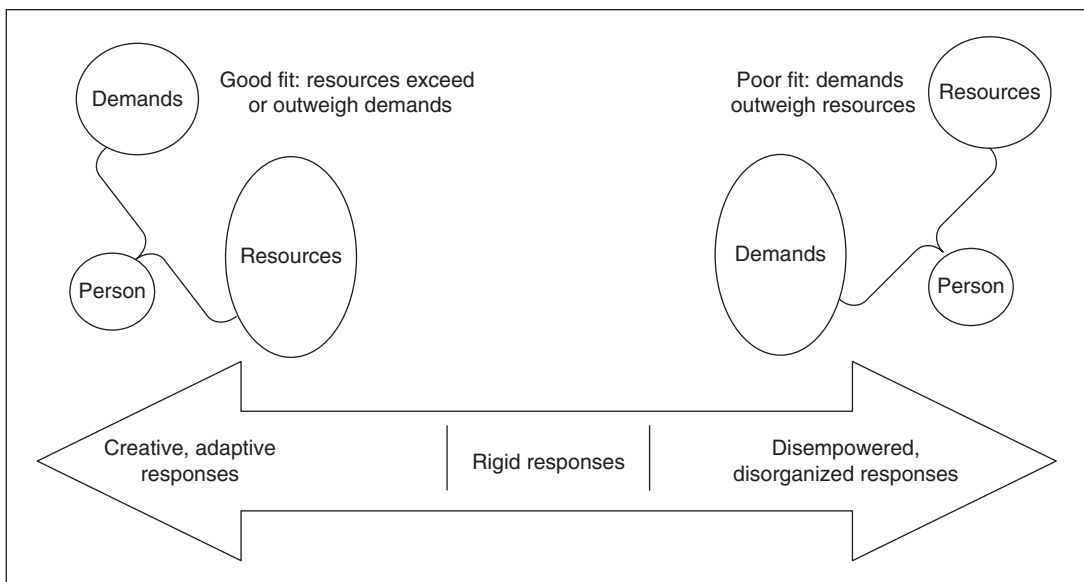 Demands
Good fit: resources exceed
or outweigh demands
Resources
Person
Poor fit: demands
outweigh resources
Resources
Demands
Person
Creative, adaptive
responses
Rigid responses
Disempowered,
disorganized responses